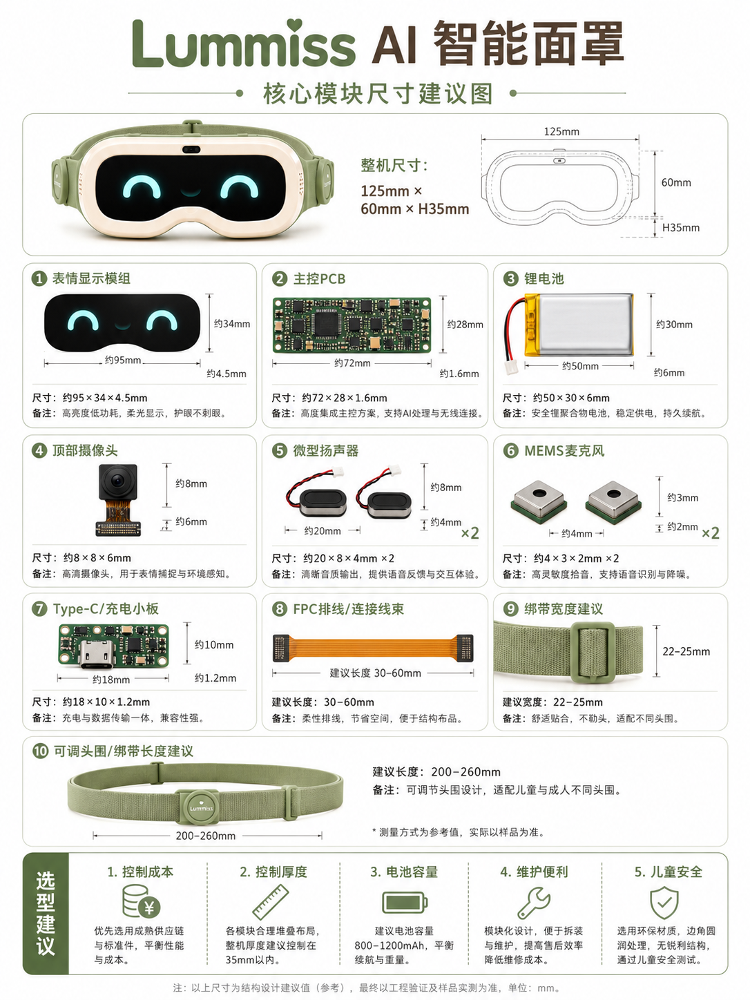 Lummiss AI 智能面罩
核心模块尺寸建议图
整机尺寸：
125mm ×
60mm × H35mm
125mm
60mm
H35mm
1 表情显示模组
约34mm
约95mm
约4.5mm
尺寸：约95×34×4.5mm
备注：高亮度低功耗，柔光显示，护眼不刺眼。
2 主控PCB
约28mm
约72mm
约1.6mm
尺寸：约72×28×1.6mm
备注：高度集成主控方案，支持AI处理与无线连接。
3 锂电池
约30mm
约50mm
约6mm
尺寸：约50×30×6mm
备注：安全锂聚合物电池，稳定供电，持久续航。
4 顶部摄像头
约8mm
约6mm
尺寸：约8×8×6mm
备注：高清摄像头，用于表情捕捉与环境感知。
5 微型扬声器
约8mm
约4mm
约20mm
×2
尺寸：约20×8×4mm ×2
备注：清晰音质输出，提供语音反馈与交互体验。
6 MEMS麦克风
约3mm
约2mm
约4mm
×2
尺寸：约4×3×2mm ×2
备注：高灵敏度拾音，支持语音识别与降噪。
7 Type-C/充电小板
约10mm
约18mm
约1.2mm
尺寸：约18×10×1.2mm
备注：充电与数据传输一体，兼容性强。
8 FPC排线/连接线束
建议长度 30-60mm
建议长度：30-60mm
备注：柔性排线，节省空间，便于结构布品。
9 绑带宽度建议
22-25mm
建议宽度：22-25mm
备注：舒适贴合，不勒头，适配不同头围。
10 可调头围/绑带长度建议
Lummiss
200-260mm
建议长度：200-260mm
备注：可调节头围设计，适配儿童与成人不同头围。
* 测量方式为参考值，实际以样品为准。
选型建议
1. 控制成本
优先选用成熟供应链
与标准件，平衡性能
与成本。
2. 控制厚度
各模块合理堆叠布局，
整机厚度建议控制在
35mm以内。
3. 电池容量
建议电池容量
800-1200mAh，平衡
续航与重量。
4. 维护便利
模块化设计，便于拆装
与维护，提高售后效率
降低维修成本。
5. 儿童安全
选用环保材质，边角圆
润处理，无锐利结构，
通过儿童安全测试。
注：以上尺寸为结构设计建议值（参考），最终以工程验证及样品实测为准，单位：mm。